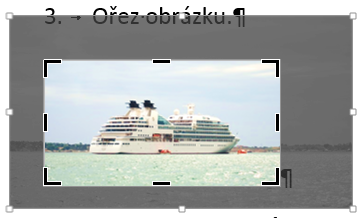 3. → Ořez·obrázku.¶
¶